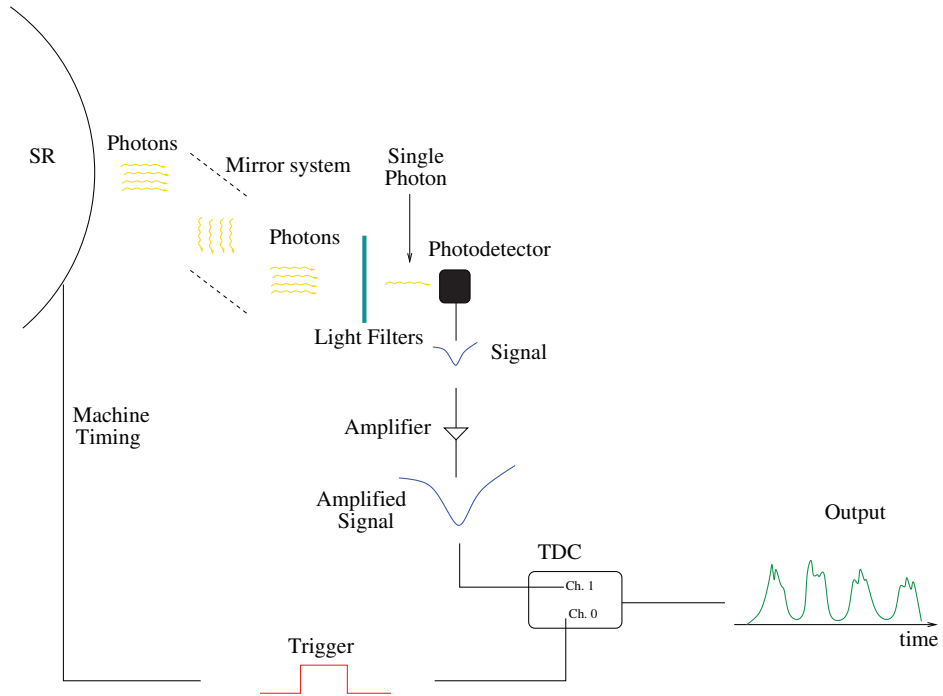 Photons
SR
Mirror system
Single
Photon
Photons
Photodetector
Light Filters
Signal
Machine
Timing
Amplifier
Amplified
Signal
Output
TDC
Ch. 1
Ch. 0
time
Trigger